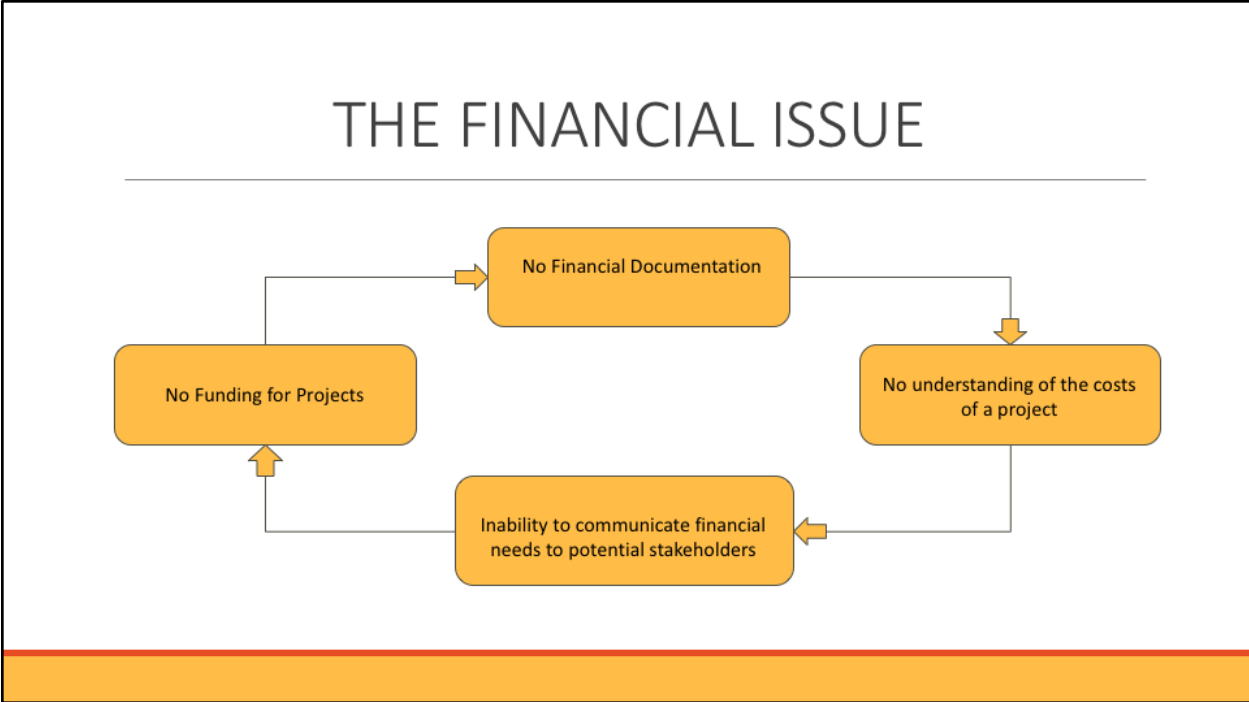 THE FINANCIAL ISSUE
No Financial Documentation
No Funding for Projects
No understanding of the costs
of a project
Inability to communicate financial
needs to potential stakeholders